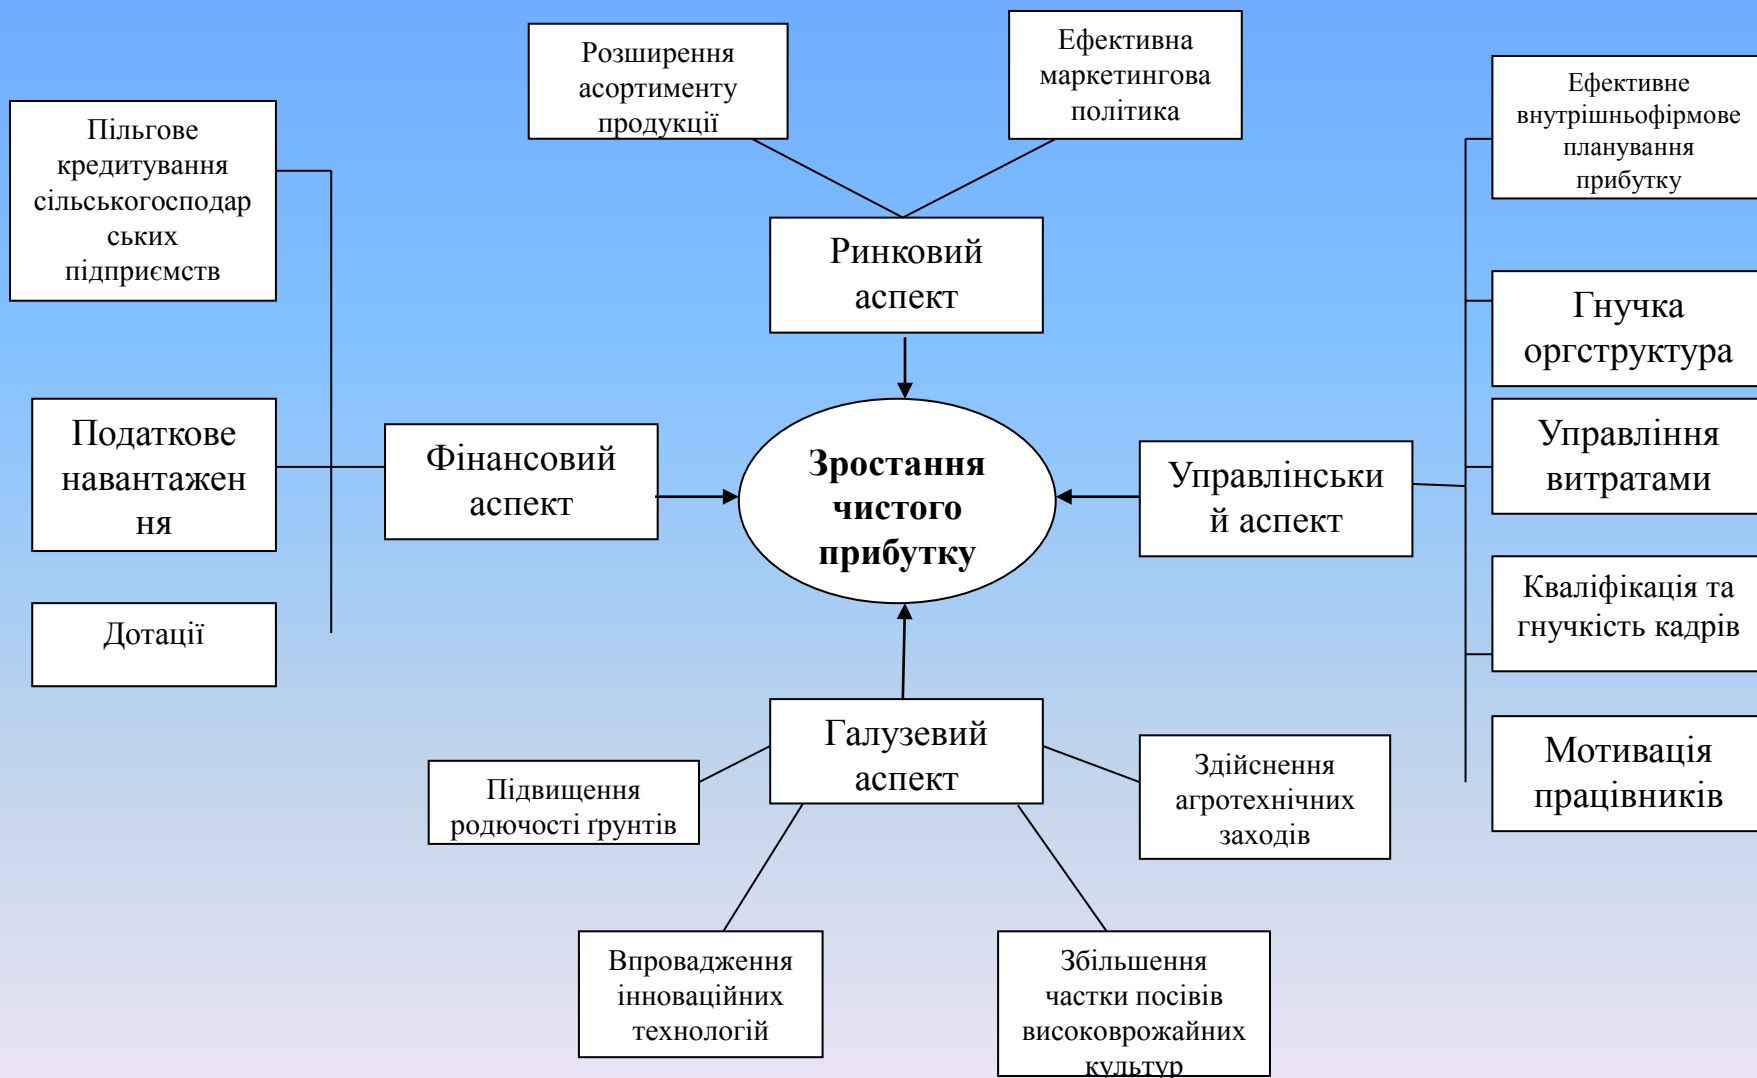 Розширення
асортименту
продукції
Ефективна
маркетингова
політика
Ефективне
внутрішньофірмове
планування
прибутку
Пільгове
кредитування
сільськогосподар
ських
підприємств
Ринковий
аспект
Гнучка
оргструктура
Податкове
навантажен
ня
Фінансовий
аспект
Зростання
чистого
прибутку
Управлінськи
й аспект
Управління
витратами
Дотації
Кваліфікація та
гнучкість кадрів
Галузевий
аспект
Підвищення
родючості ґрунтів
Здійснення
агротехнічних
заходів
Мотивація
працівників
Впровадження
інноваційних
технологій
Збільшення
частки посівів
високоврожайних
культур